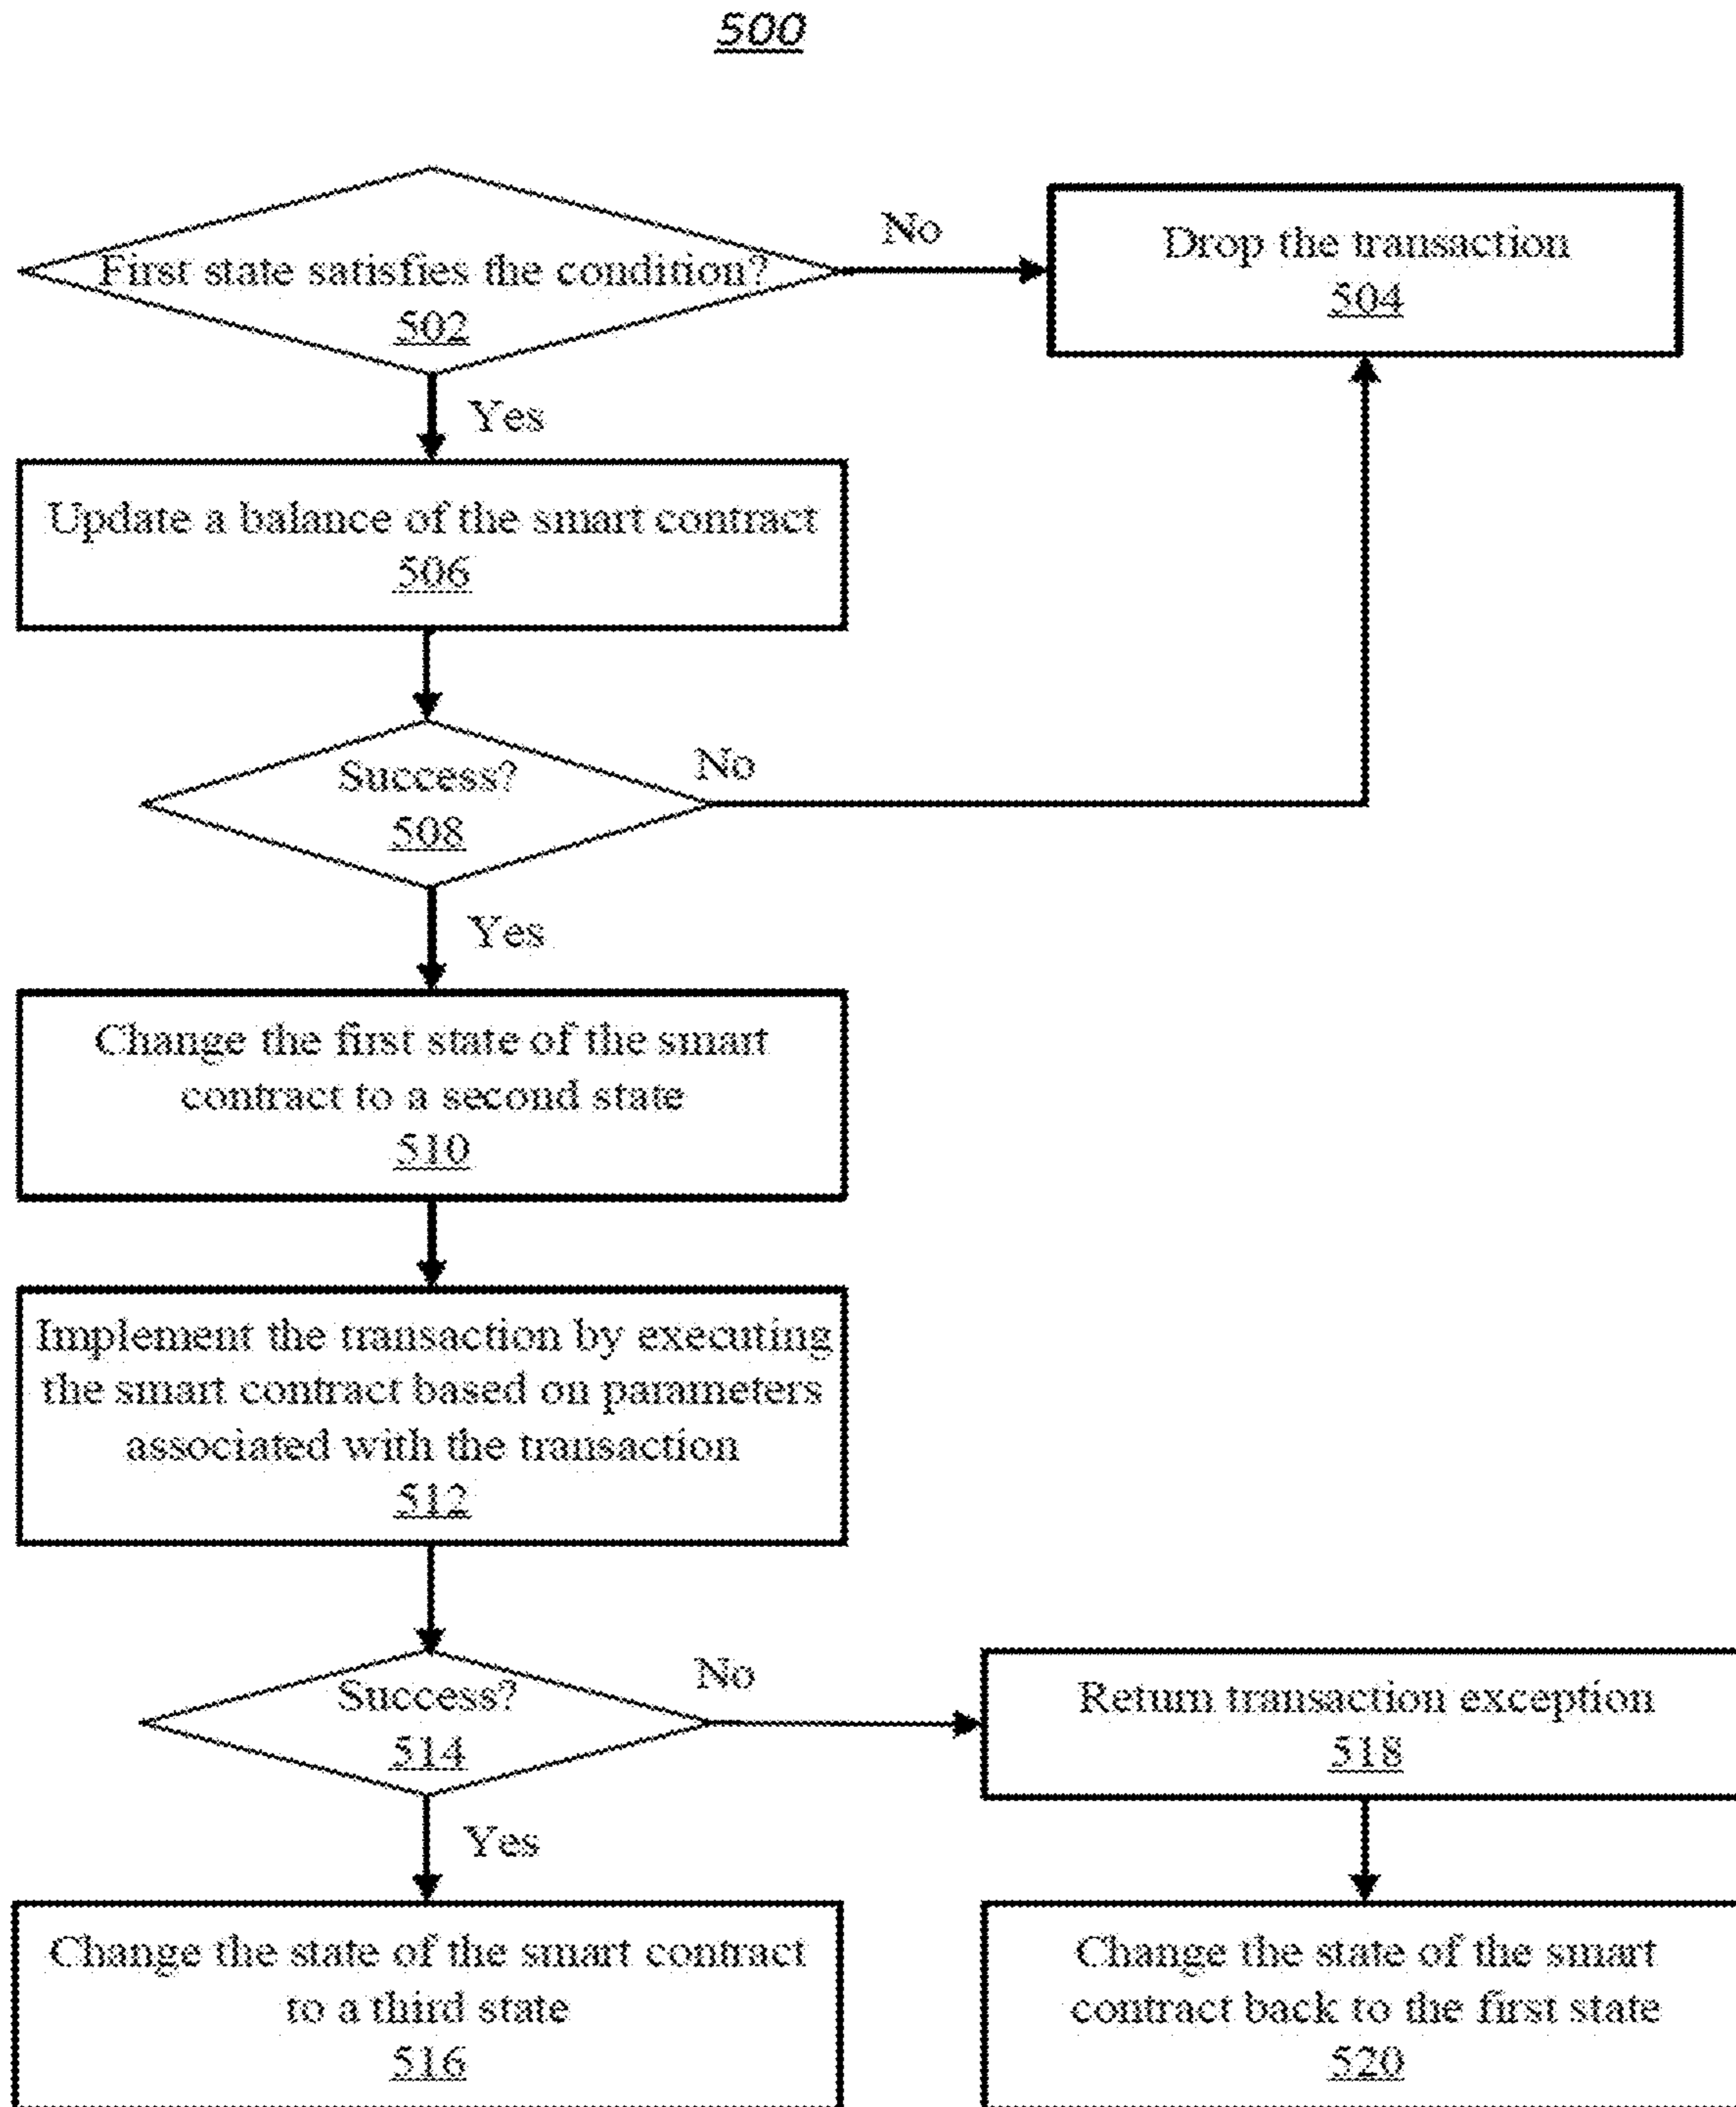 500
First state satisfies the condition?
502
No
Drop the transaction
504
Yes
Update a balance of the smart contract
506
Success?
508
No
Yes
Change the first state of the smart
contract to a second state
510
Implement the transaction by executing
the smart contract based on parameters
associated with the transaction
512
Success?
514
No
Return transaction exception
518
Yes
Change the state of the smart contract
to a third state
516
Change the state of the smart
contract back to the first state
520